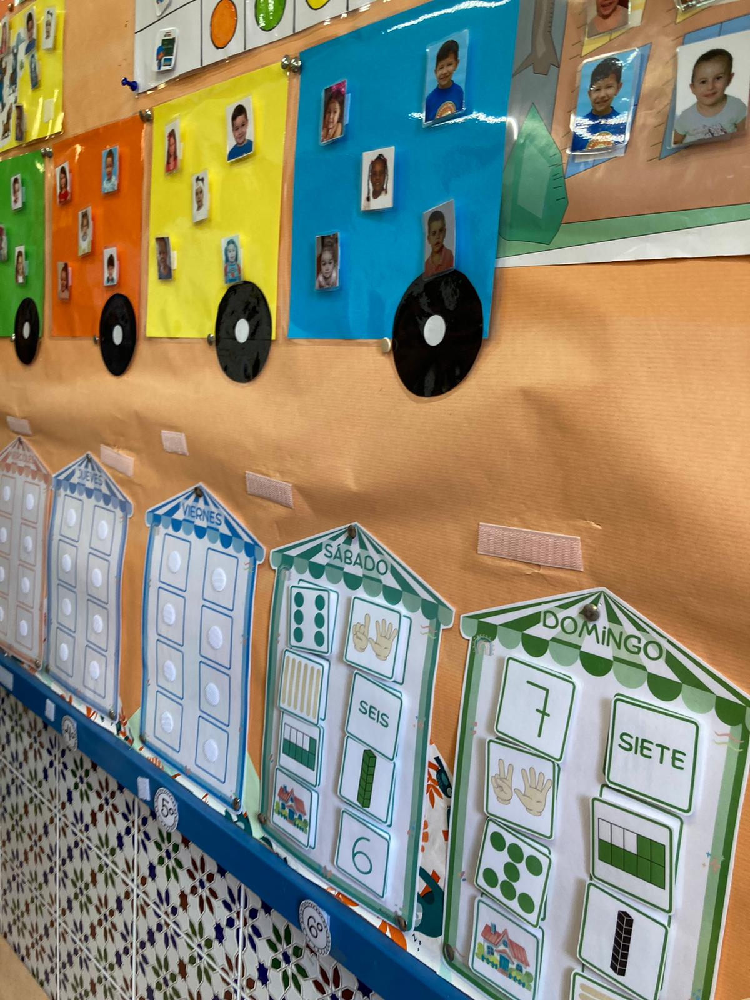 JUEVES
VIERNES
SÁBADO
SEIS
6
DOMINGO
7
SIETE
5º
6º